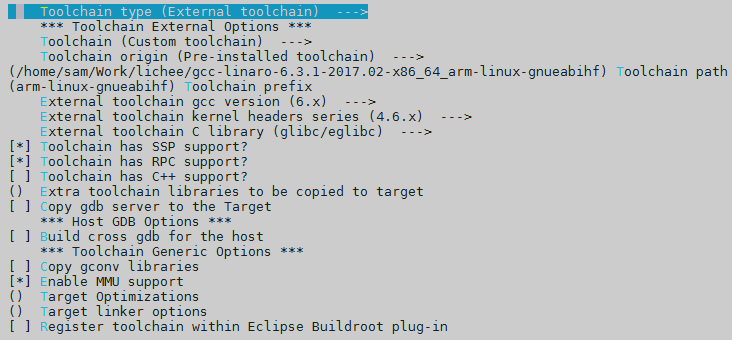 Toolchain type (External toolchain)  --->
*** Toolchain External Options ***
Toolchain (Custom toolchain)  --->
Toolchain origin (Pre-installed toolchain)  --->
(/home/sam/Work/lichee/gcc-linaro-6.3.1-2017.02-x86_64_arm-linux-gnueabihf) Toolchain path
(arm-linux-gnueabihf) Toolchain prefix
External toolchain gcc version (6.x)  --->
External toolchain kernel headers series (4.6.x)  --->
External toolchain C library (glibc/eglibc)  --->
[*] Toolchain has SSP support?
[*] Toolchain has RPC support?
[ ] Toolchain has C++ support?
()  Extra toolchain libraries to be copied to target
[ ] Copy gdb server to the Target
*** Host GDB Options ***
[ ] Build cross gdb for the host
*** Toolchain Generic Options ***
[ ] Copy gconv libraries
[*] Enable MMU support
()  Target Optimizations
()  Target linker options
[ ] Register toolchain within Eclipse Buildroot plug-in